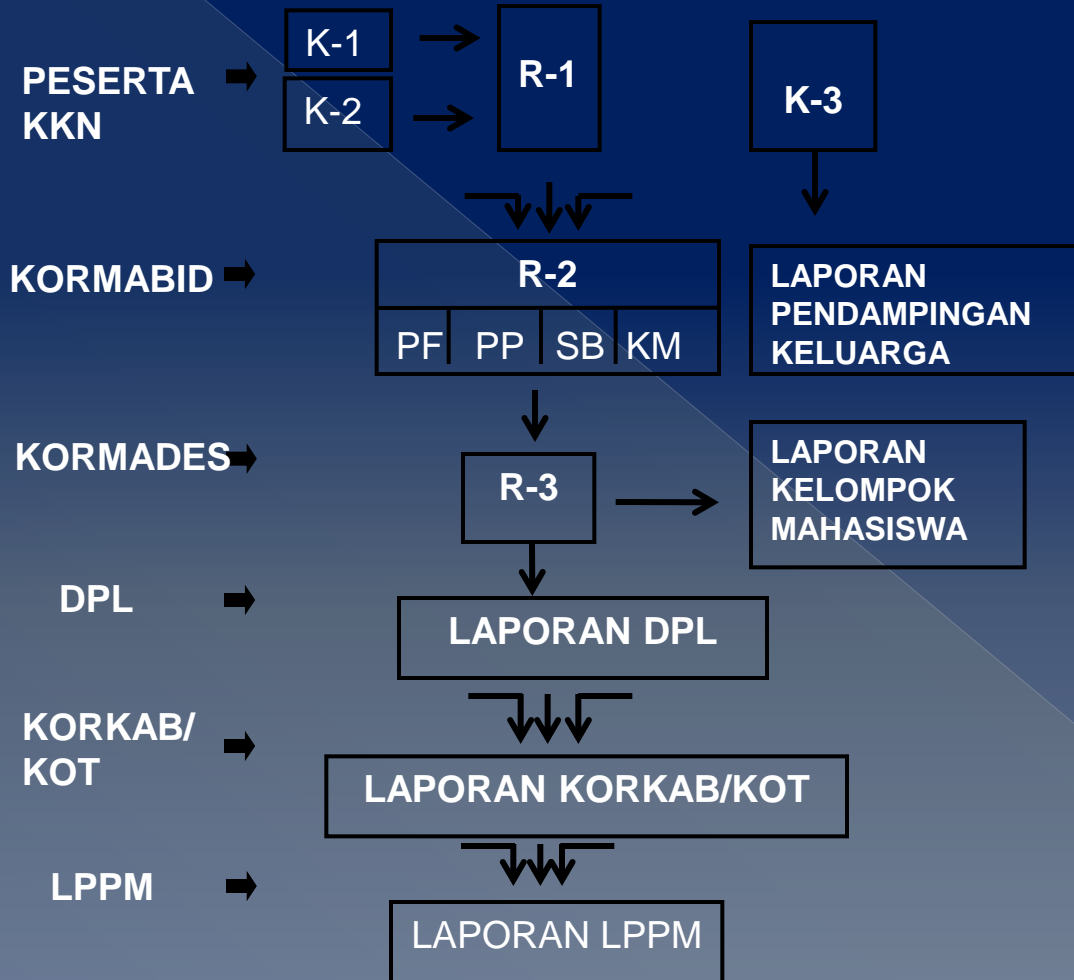 PESERTA
KKN
K-1
K-2
R-1
K-3
KORMABID
R-2
PF PP SB KM
LAPORAN
PENDAMPINGAN
KELUARGA
KORMADES
R-3
LAPORAN
KELOMPOK
MAHASISWA
DPL
LAPORAN DPL
KORKAB/
KOT
LAPORAN KORKAB/KOT
LPPM
LAPORAN LPPM